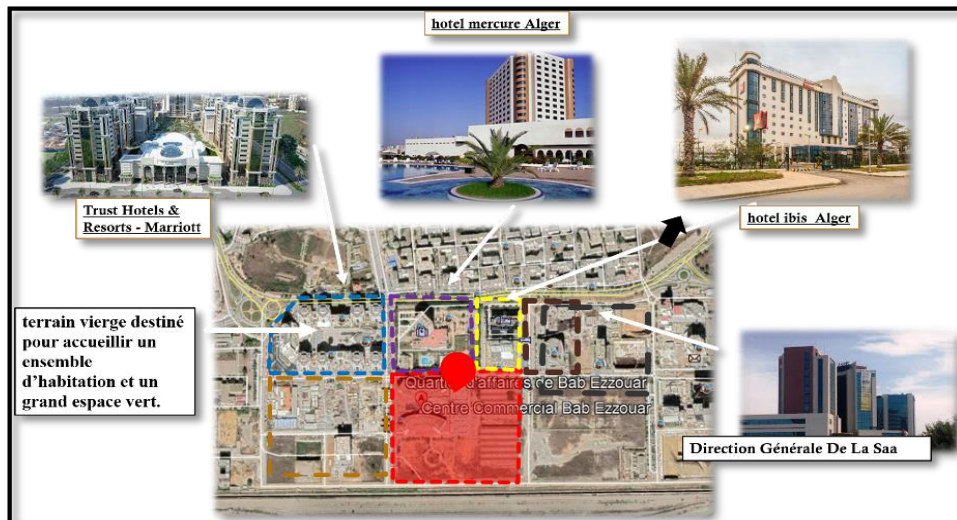 hotel mercure Alger
Trust Hotels &
Resorts - Marriott
hotel ibis  Alger
terrain vierge destiné
pour accueillir un
ensemble
d'habitation et un
grand espace vert.
Quartier d'affaires de Bab Ezzouar
Centre Commercial Bab Ezzouar
Direction Générale De La Saa